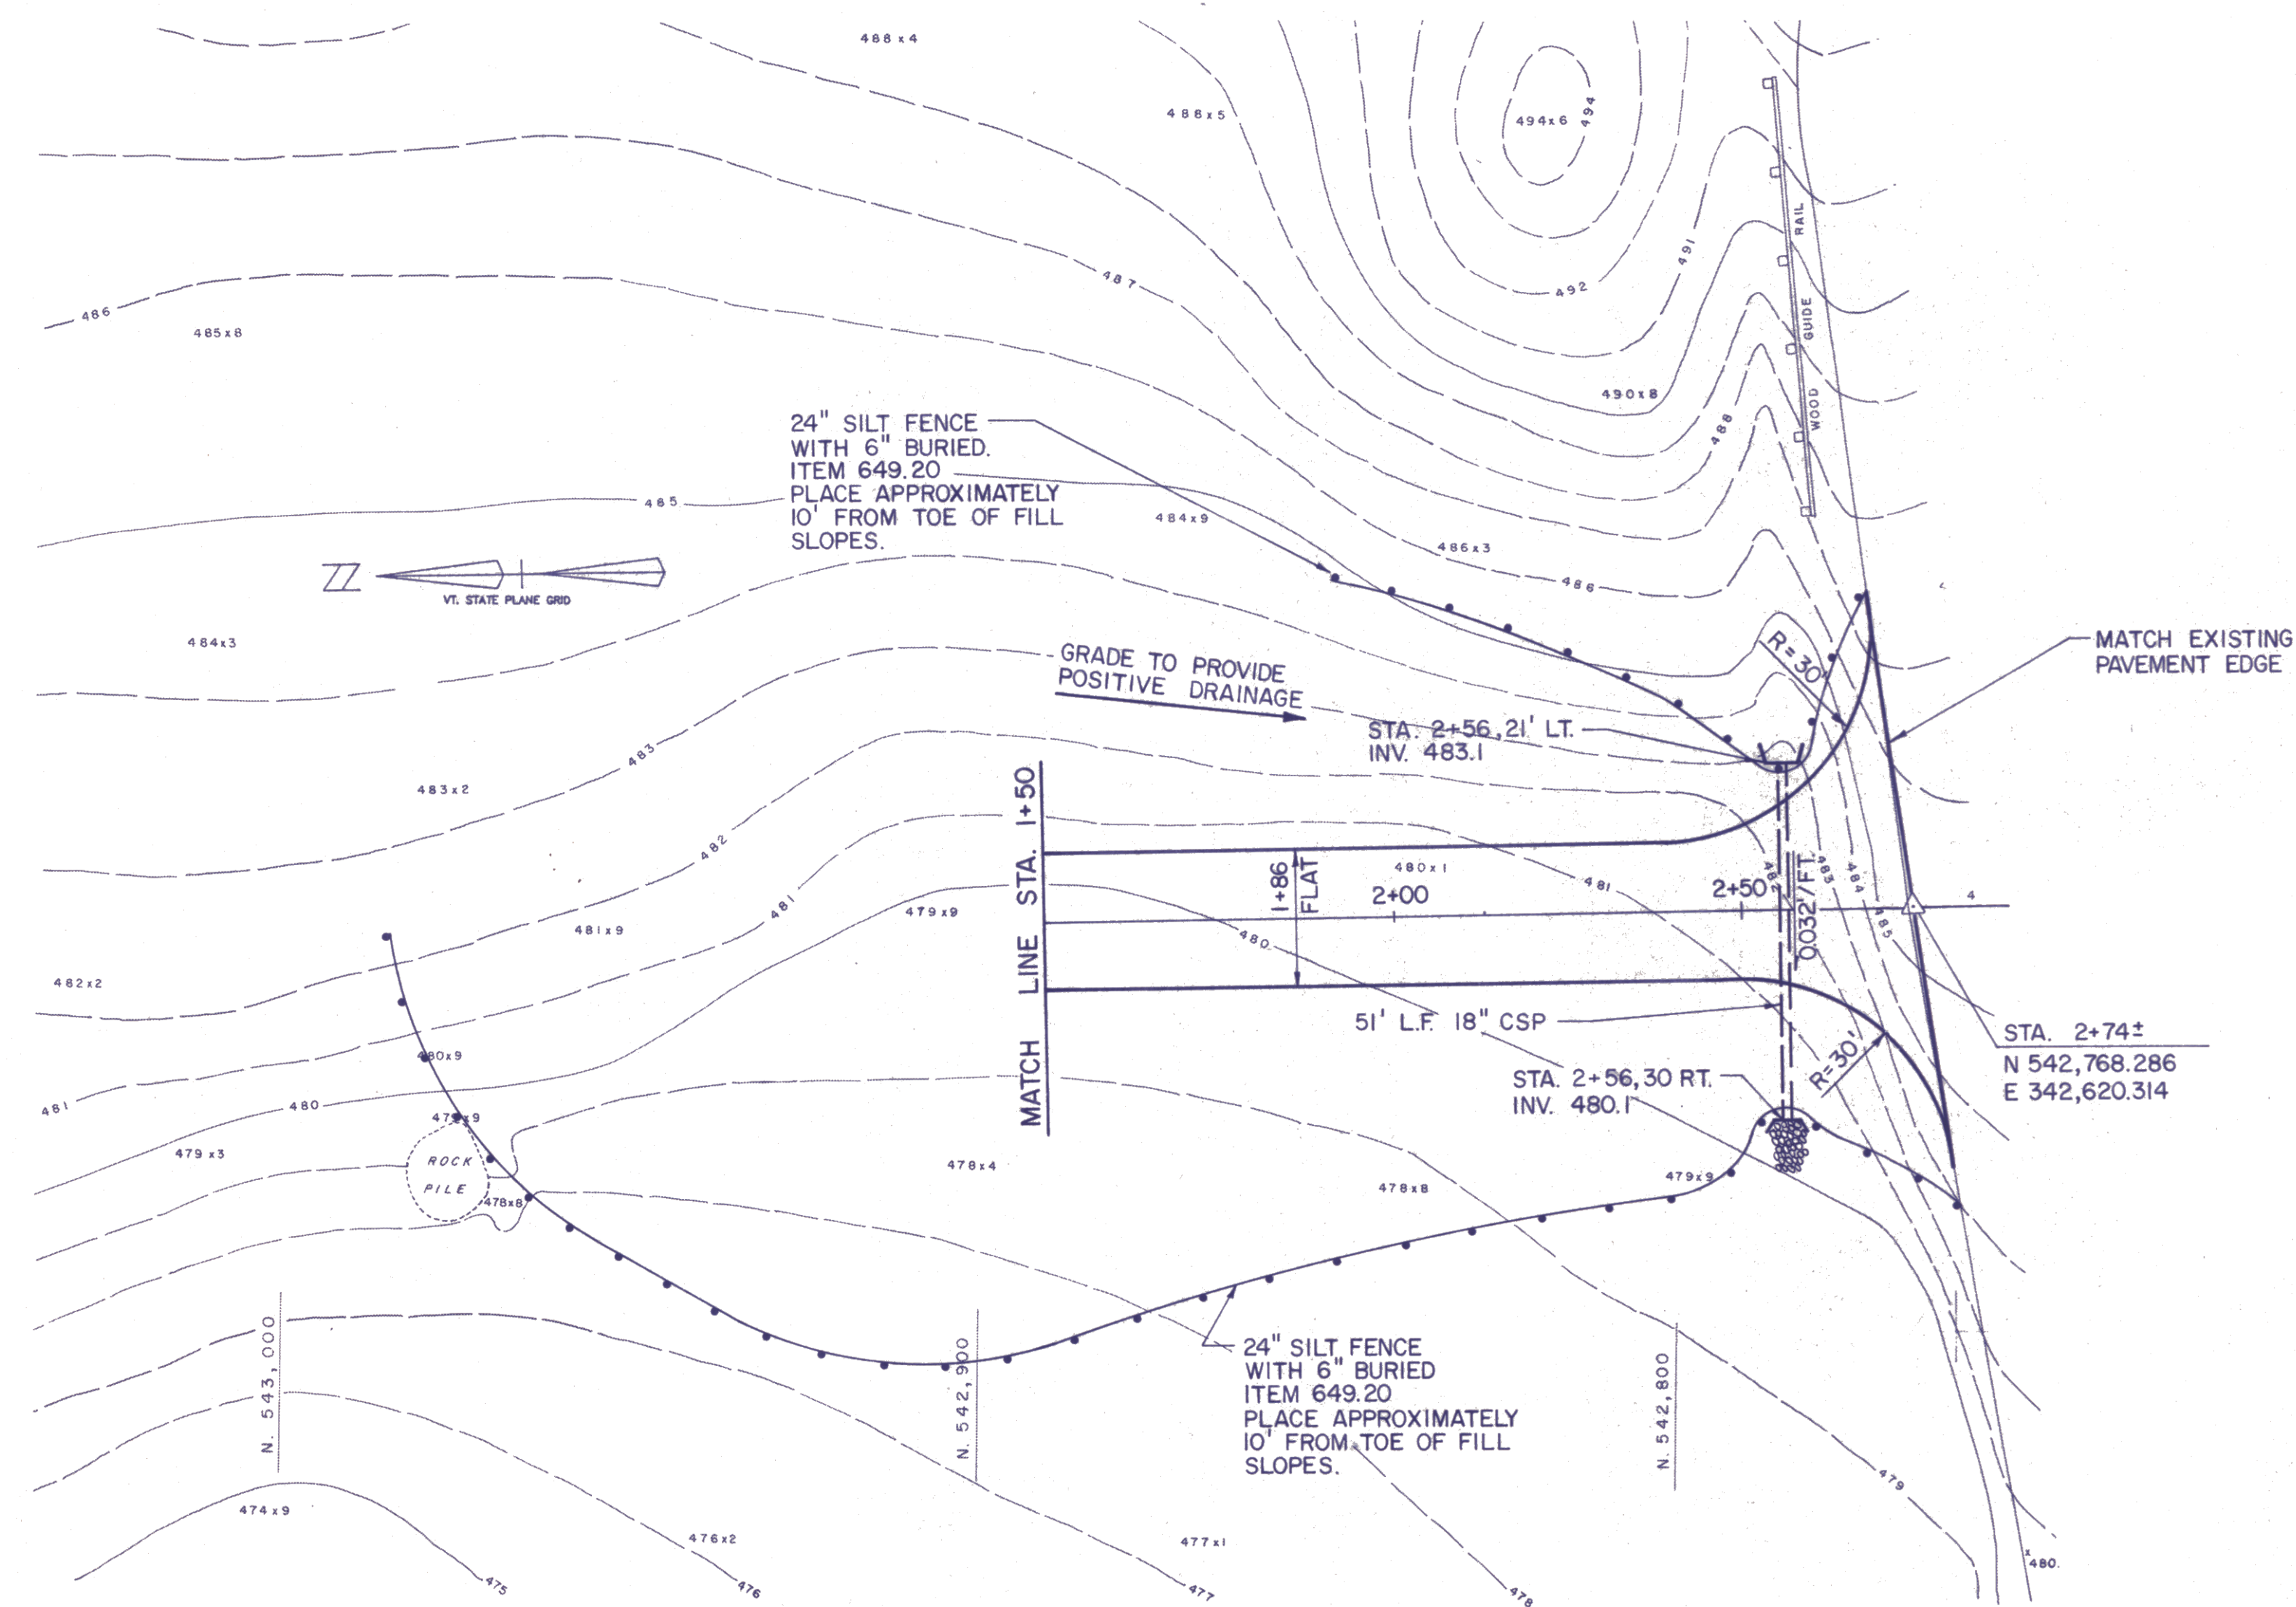 488x4
488x5
494x6
494
RAIL
GUIDE
WOOD
491
492
487
486
485x8
490x8
488
24" SILT FENCE
WITH 6" BURIED.
ITEM 649.20
PLACE APPROXIMATELY
10' FROM TOE OF FILL
SLOPES.
485
484x9
486x3
486
VT. STATE PLANE GRID
484x3
R=30'
MATCH EXISTING
PAVEMENT EDGE
GRADE TO PROVIDE
POSITIVE DRAINAGE
STA. 2+56,21' LT.
INV. 483.1
483
483x2
482
MATCH LINE STA. 1+50
1+86
FLAT
480x1
2+00
481
2+50
482
0.032'/FT.
483
484
485
4
481
479x9
480
481x9
482x2
51' L.F. 18" CSP
R=30'
STA. 2+74±
N 542,768.286
E 342,620.314
STA. 2+56,30 RT.
INV. 480.1
480x9
481
480
479x9
479x3
ROCK
PILE
478x8
478x4
478x8
479x9
N. 543,000
N. 542,900
N. 542,800
24" SILT FENCE
WITH 6" BURIED
ITEM 649.20
PLACE APPROXIMATELY
10' FROM TOE OF FILL
SLOPES.
479
474x9
476x2
477x1
475
476
477
478
x
480.